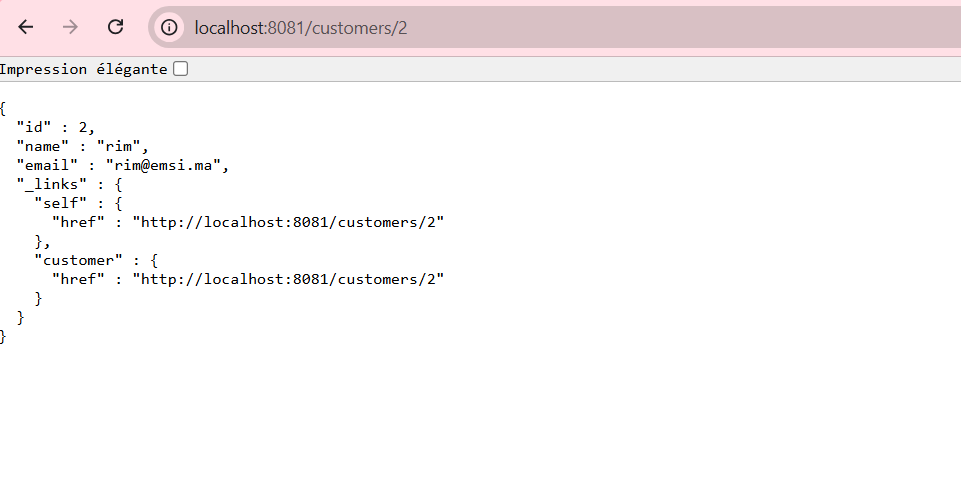 localhost:8081/customers/2
Impression élégante
{
  "id" : 2,
  "name" : "rim",
  "email" : "rim@emsi.ma",
  "_links" : {
    "self" : {
      "href" : "http://localhost:8081/customers/2"
    },
    "customer" : {
      "href" : "http://localhost:8081/customers/2"
    }
  }
}